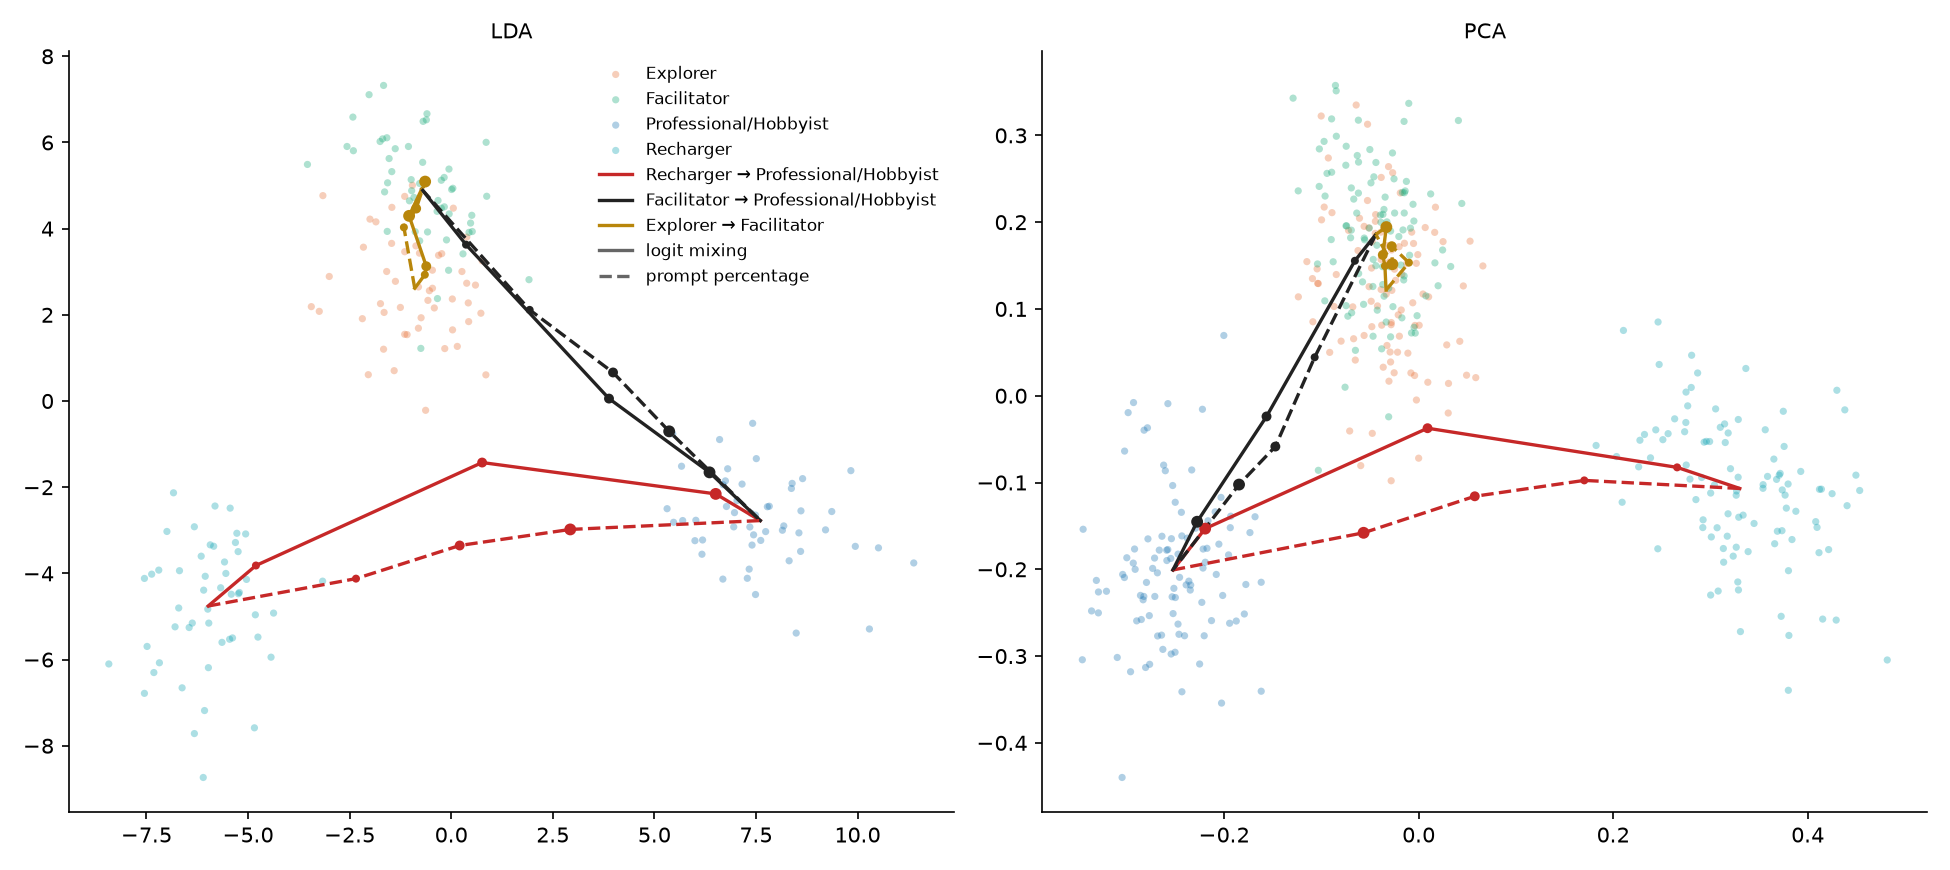 LDA
PCA
8
6
4
2
0
−2
−4
−6
−8
−7.5
−5.0
−2.5
0.0
2.5
5.0
7.5
10.0
Explorer
Facilitator
Professional/Hobbyist
Recharger
Recharger → Professional/Hobbyist
Facilitator → Professional/Hobbyist
Explorer → Facilitator
logit mixing
prompt percentage
0.3
0.2
0.1
0.0
−0.1
−0.2
−0.3
−0.4
−0.2
0.0
0.2
0.4